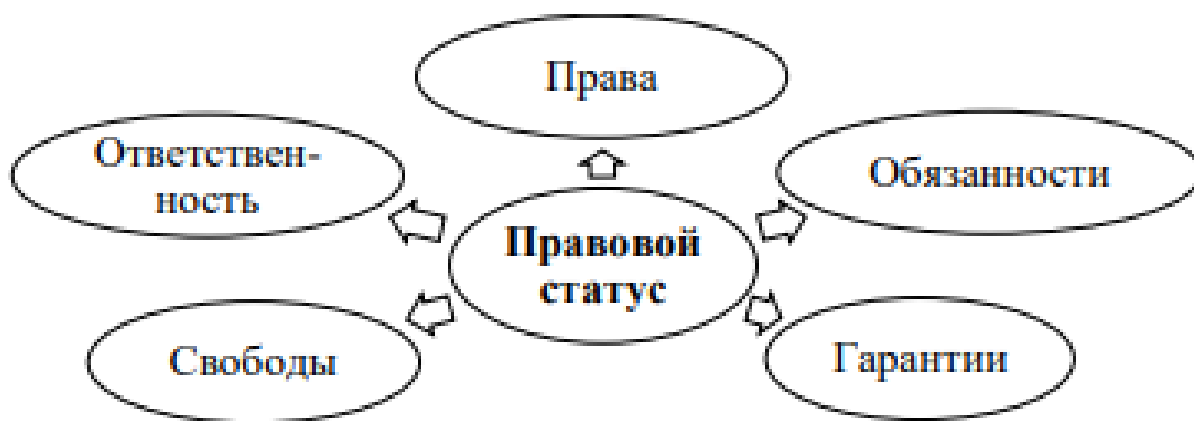 Права
Ответствен-
ность
Обязанности
Правовой
статус
Свободы
Гарантии